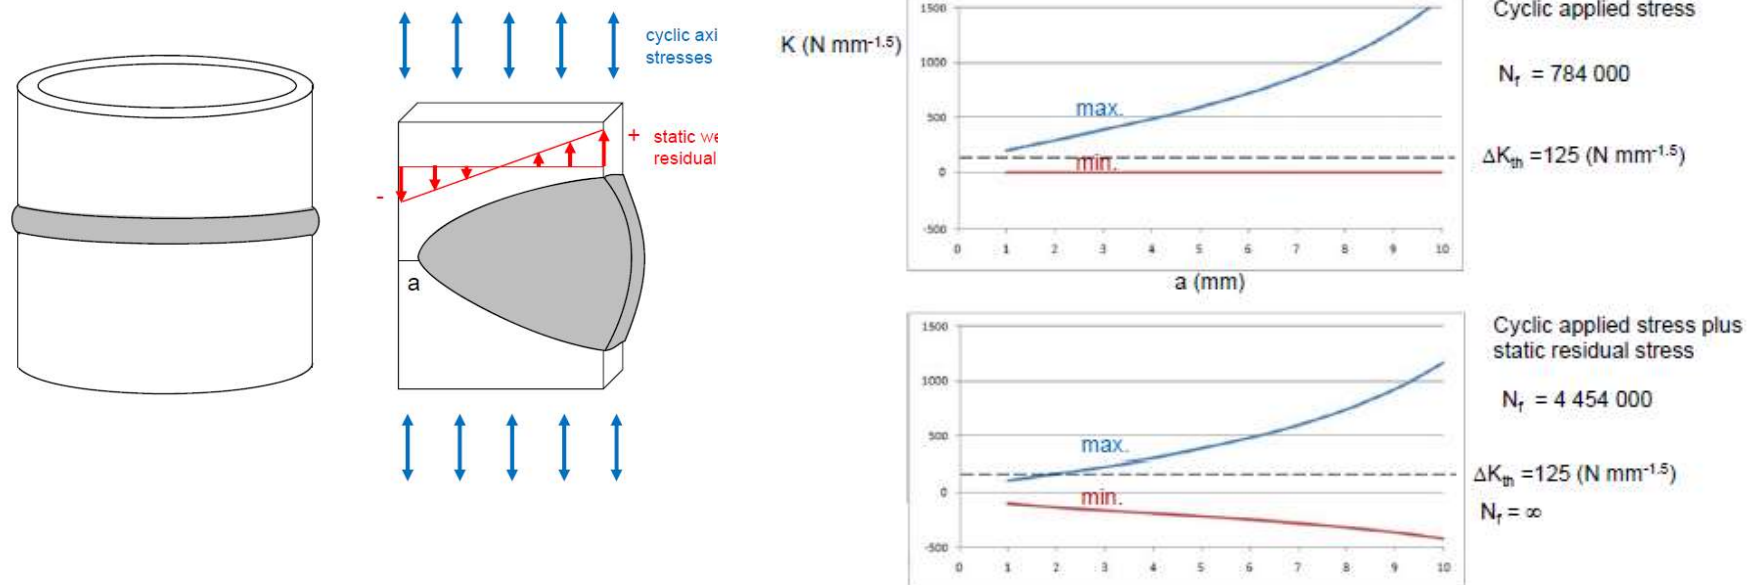 cyclic axi
stresses
+
static we
residual
-
a
K (N mm-1.5)
1500
1000
500
0
-500
max.
min.
0 1 2 3 4 5 6 7 8 9 10
a (mm)
Cyclic applied stress
Nf = 784 000
ΔKth =125 (N mm-1.5)
1500
1000
500
0
-500
max.
min.
0 1 2 3 4 5 6 7 8 9 10
Cyclic applied stress plus
static residual stress
Nf = 4 454 000
ΔKth =125 (N mm-1.5)
Nf = ∞